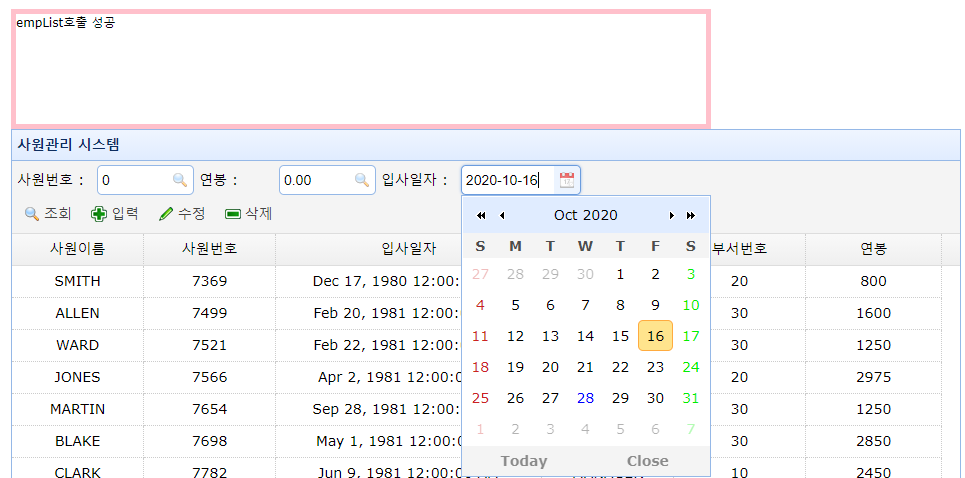 empList호출 성공
사원관리 시스템
사원번호 : 0 연봉 : 0.00 입사일자 : 2020-10-16
조회 입력 수정 삭제
Oct 2020
S M T W T F S
27 28 29 30 1 2 3
4 5 6 7 8 9 10
11 12 13 14 15 16 17
18 19 20 21 22 23 24
25 26 27 28 29 30 31
1 2 3 4 5 6 7
Today Close
사원이름 사원번호 입사일자 부서번호 연봉
SMITH 7369 Dec 17, 1980 12:00: 20 800
ALLEN 7499 Feb 20, 1981 12:00: 30 1600
WARD 7521 Feb 22, 1981 12:00: 30 1250
JONES 7566 Apr 2, 1981 12:00:0 20 2975
MARTIN 7654 Sep 28, 1981 12:00: 30 1250
BLAKE 7698 May 1, 1981 12:00:0 30 2850
CLARK 7782 Jun 9, 1981 12:00:0 10 2450